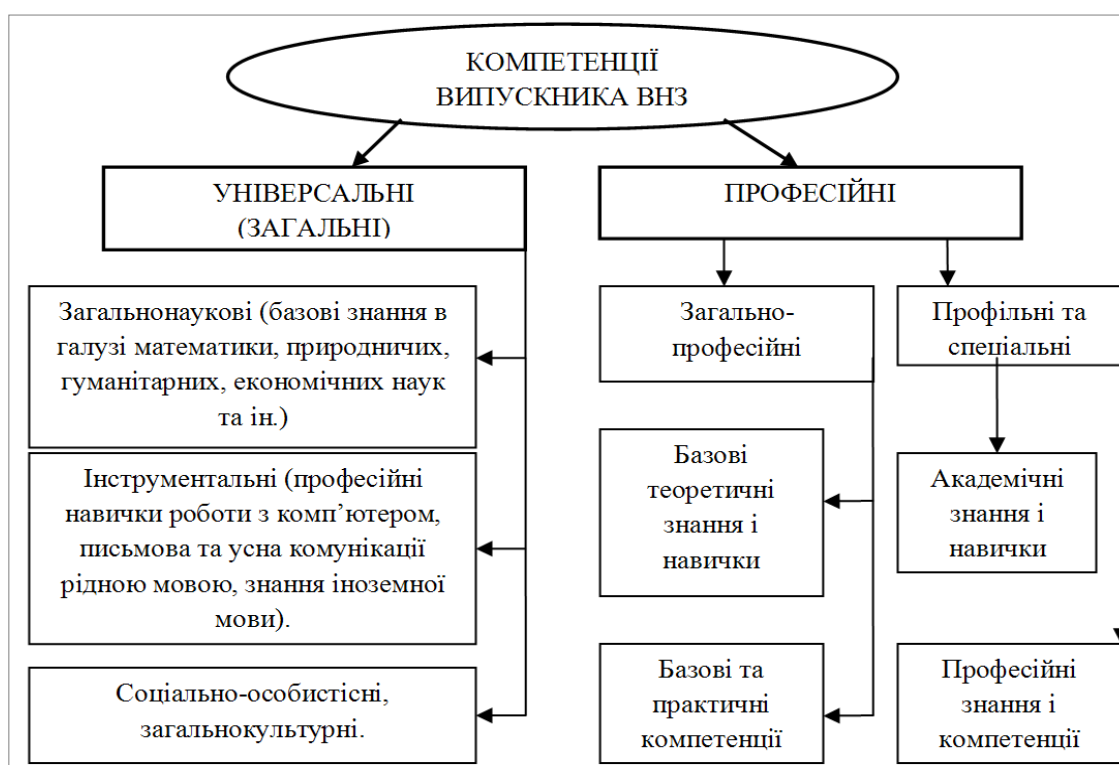 КОМПЕТЕНЦІЇ
ВИПУСКНИКА ВНЗ
УНІВЕРСАЛЬНІ
(ЗАГАЛЬНІ)
ПРОФЕСІЙНІ
Загальнонаукові (базові знання в
галузі математики, природничих,
гуманітарних, економічних наук
та ін.)
Інструментальні (професійні
навички роботи з комп’ютером,
письмова та усна комунікації
рідною мовою, знання іноземної
мови).
Соціально-особистісні,
загальнокультурні.
Загально-
професійні
Базові
теоретичні
знання і
навички
Базові та
практичні
компетенції
Профільні та
спеціальні
Академічні
знання і
навички
Професійні
знання і
компетенції